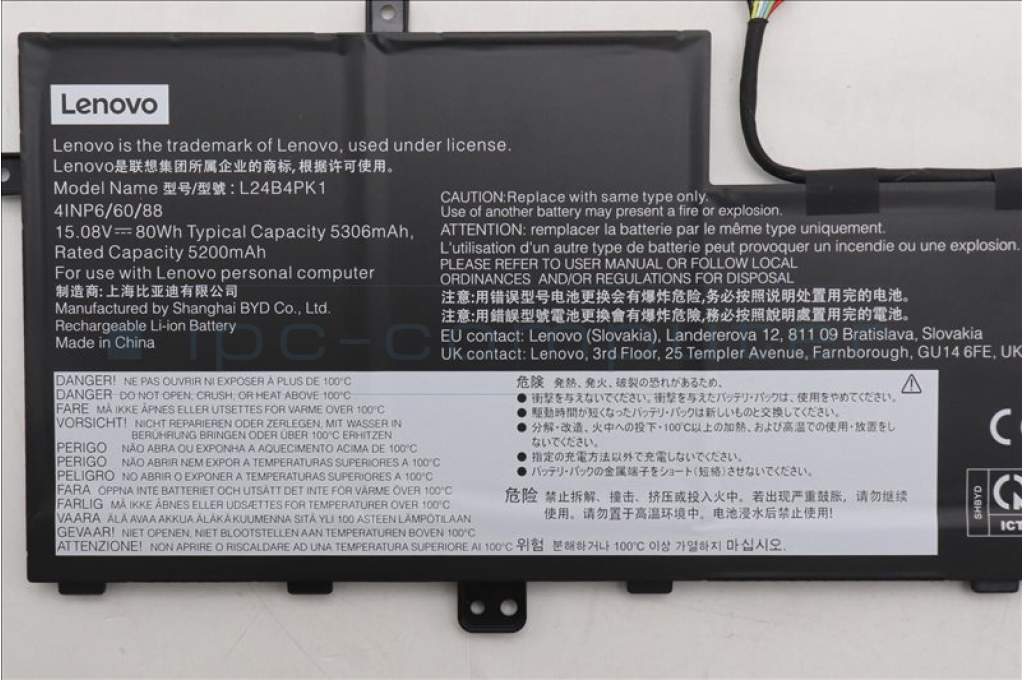 Lenovo
Lenovo is the trademark of Lenovo, used under license.
Lenovo是联想集团所属企业的商标,根据许可使用。
Model Name 型号/型號 : L24B4PK1
4INP6/60/88
15.08V⎓80Wh Typical Capacity 5306mAh,
Rated Capacity 5200mAh
For use with Lenovo personal computer
制造商:上海比亚迪有限公司
Manufactured by Shanghai BYD Co., Ltd.
Rechargeable Li-ion Battery
Made in China
CAUTION:Replace with same type only.
Use of another battery may present a fire or explosion.
ATTENTION: remplacer la batterie par le même type uniquement.
L'utilisation d'un autre type de batterie peut provoquer un incendie ou une explosion.
PLEASE REFER TO USER MANUAL OR FOLLOW LOCAL
ORDINANCES AND/OR REGULATIONS FOR DISPOSAL
注意:用错误型号电池更换会有爆炸危险,务必按照说明处置用完的电池。
注意:用錯誤型號電池更換會有爆炸危險,務必按照說明處置用完的電池。
EU contact: Lenovo (Slovakia), Landererova 12, 811 09 Bratislava, Slovakia
UK contact: Lenovo, 3rd Floor, 25 Templer Avenue, Farnborough, GU14 6FE, UK
DANGER! NE PAS OUVRIR NI EXPOSER À PLUS DE 100°C
DANGER DO NOT OPEN, CRUSH, OR HEAT ABOVE 100°C
FARE MÅ IKKE ÅPNES ELLER UTSETTES FOR VARME OVER 100°C
VORSICHT! NICHT REPARIEREN ODER ZERLEGEN, MIT WASSER IN
BERÜHRUNG BRINGEN ODER ÜBER 100°C ERHITZEN
PERIGO NÃO ABRA OU EXPONHA A AQUECIMENTO ACIMA DE 100°C
PERIGO NÃO ABRIR NEM EXPOR A TEMPERATURAS SUPERIORES A 100°C
PELIGRO NO ABRIR O EXPONER A TEMPERATURAS SUPERIORES A 100°C
FARA ÖPPNA INTE BATTERIET OCH UTSÄTT DET INTE FÖR VÄRME ÖVER 100°C
FARLIG MÅ IKKE ÅBNES ELLER UDSÆTTES FOR TEMPERATURER OVER 100°C
VAARA ÄLÄ AVAA AKKUA ÄLÄKÄ KUUMENNA SITÄ YLI 100 ASTEEN LÄMPÖTILAAN
GEVAAR! NIET OPENEN, NIET BLOOTSTELLEN AAN TEMPERATUREN BOVEN 100°C
ATTENZIONE! NON APRIRE O RISCALDARE AD UNA TEMPERATURA SUPERIORE AI 100°C
危険 発熱、発火、破裂の恐れがあるため、
● 衝撃を与えないでください。衝撃を与えたバッテリ・パックは、使用をやめてください。
● 駆動時間が短くなったバッテリ・パックは新しいものと交換してください。
● 分解・改造、火中への投下・100℃以上の加熱、および高温での使用・放置をし
ないでください。
● 指定の充電方法以外で充電しないでください。
● バッテリ・パックの金属端子をショート(短絡)させないでください。
危险 禁止拆解、撞击、挤压或投入火中。若出现严重鼓胀，请勿继续
使用。请勿置于高温环境中。电池浸水后禁止使用!
위험 분해하거나 100°C 이상 가열하지 마십시오.
SHBYD
ICT